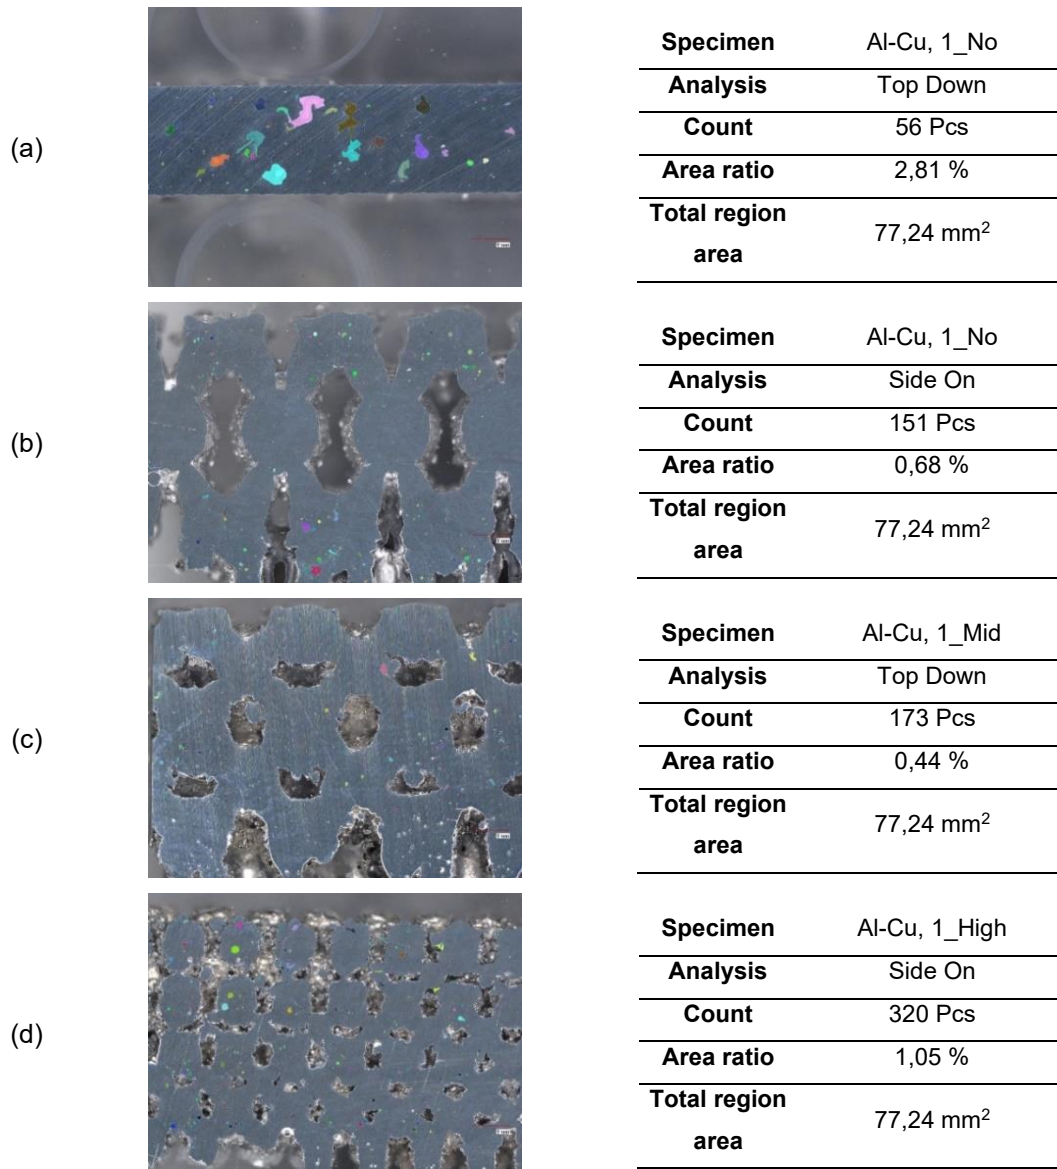 (a)
Specimen Al-Cu, 1_No
Analysis Top Down
Count 56 Pcs
Area ratio 2,81 %
Total region area 77,24 mm²
(b)
Specimen Al-Cu, 1_No
Analysis Side On
Count 151 Pcs
Area ratio 0,68 %
Total region area 77,24 mm²
(c)
Specimen Al-Cu, 1_Mid
Analysis Top Down
Count 173 Pcs
Area ratio 0,44 %
Total region area 77,24 mm²
(d)
Specimen Al-Cu, 1_High
Analysis Side On
Count 320 Pcs
Area ratio 1,05 %
Total region area 77,24 mm²